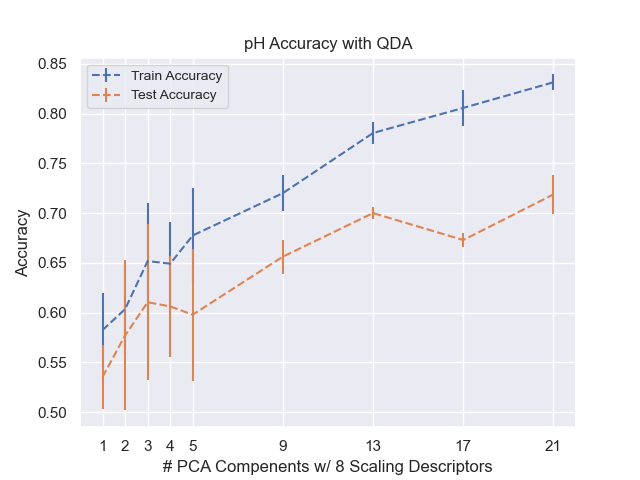 pH Accuracy with QDA
0.85
Train Accuracy
Test Accuracy
0.80
0.75
0.70
0.65
0.60
0.55
0.50
Accuracy
1 2 3 4 5 9 13 17 21
# PCA Compenents w/ 8 Scaling Descriptors